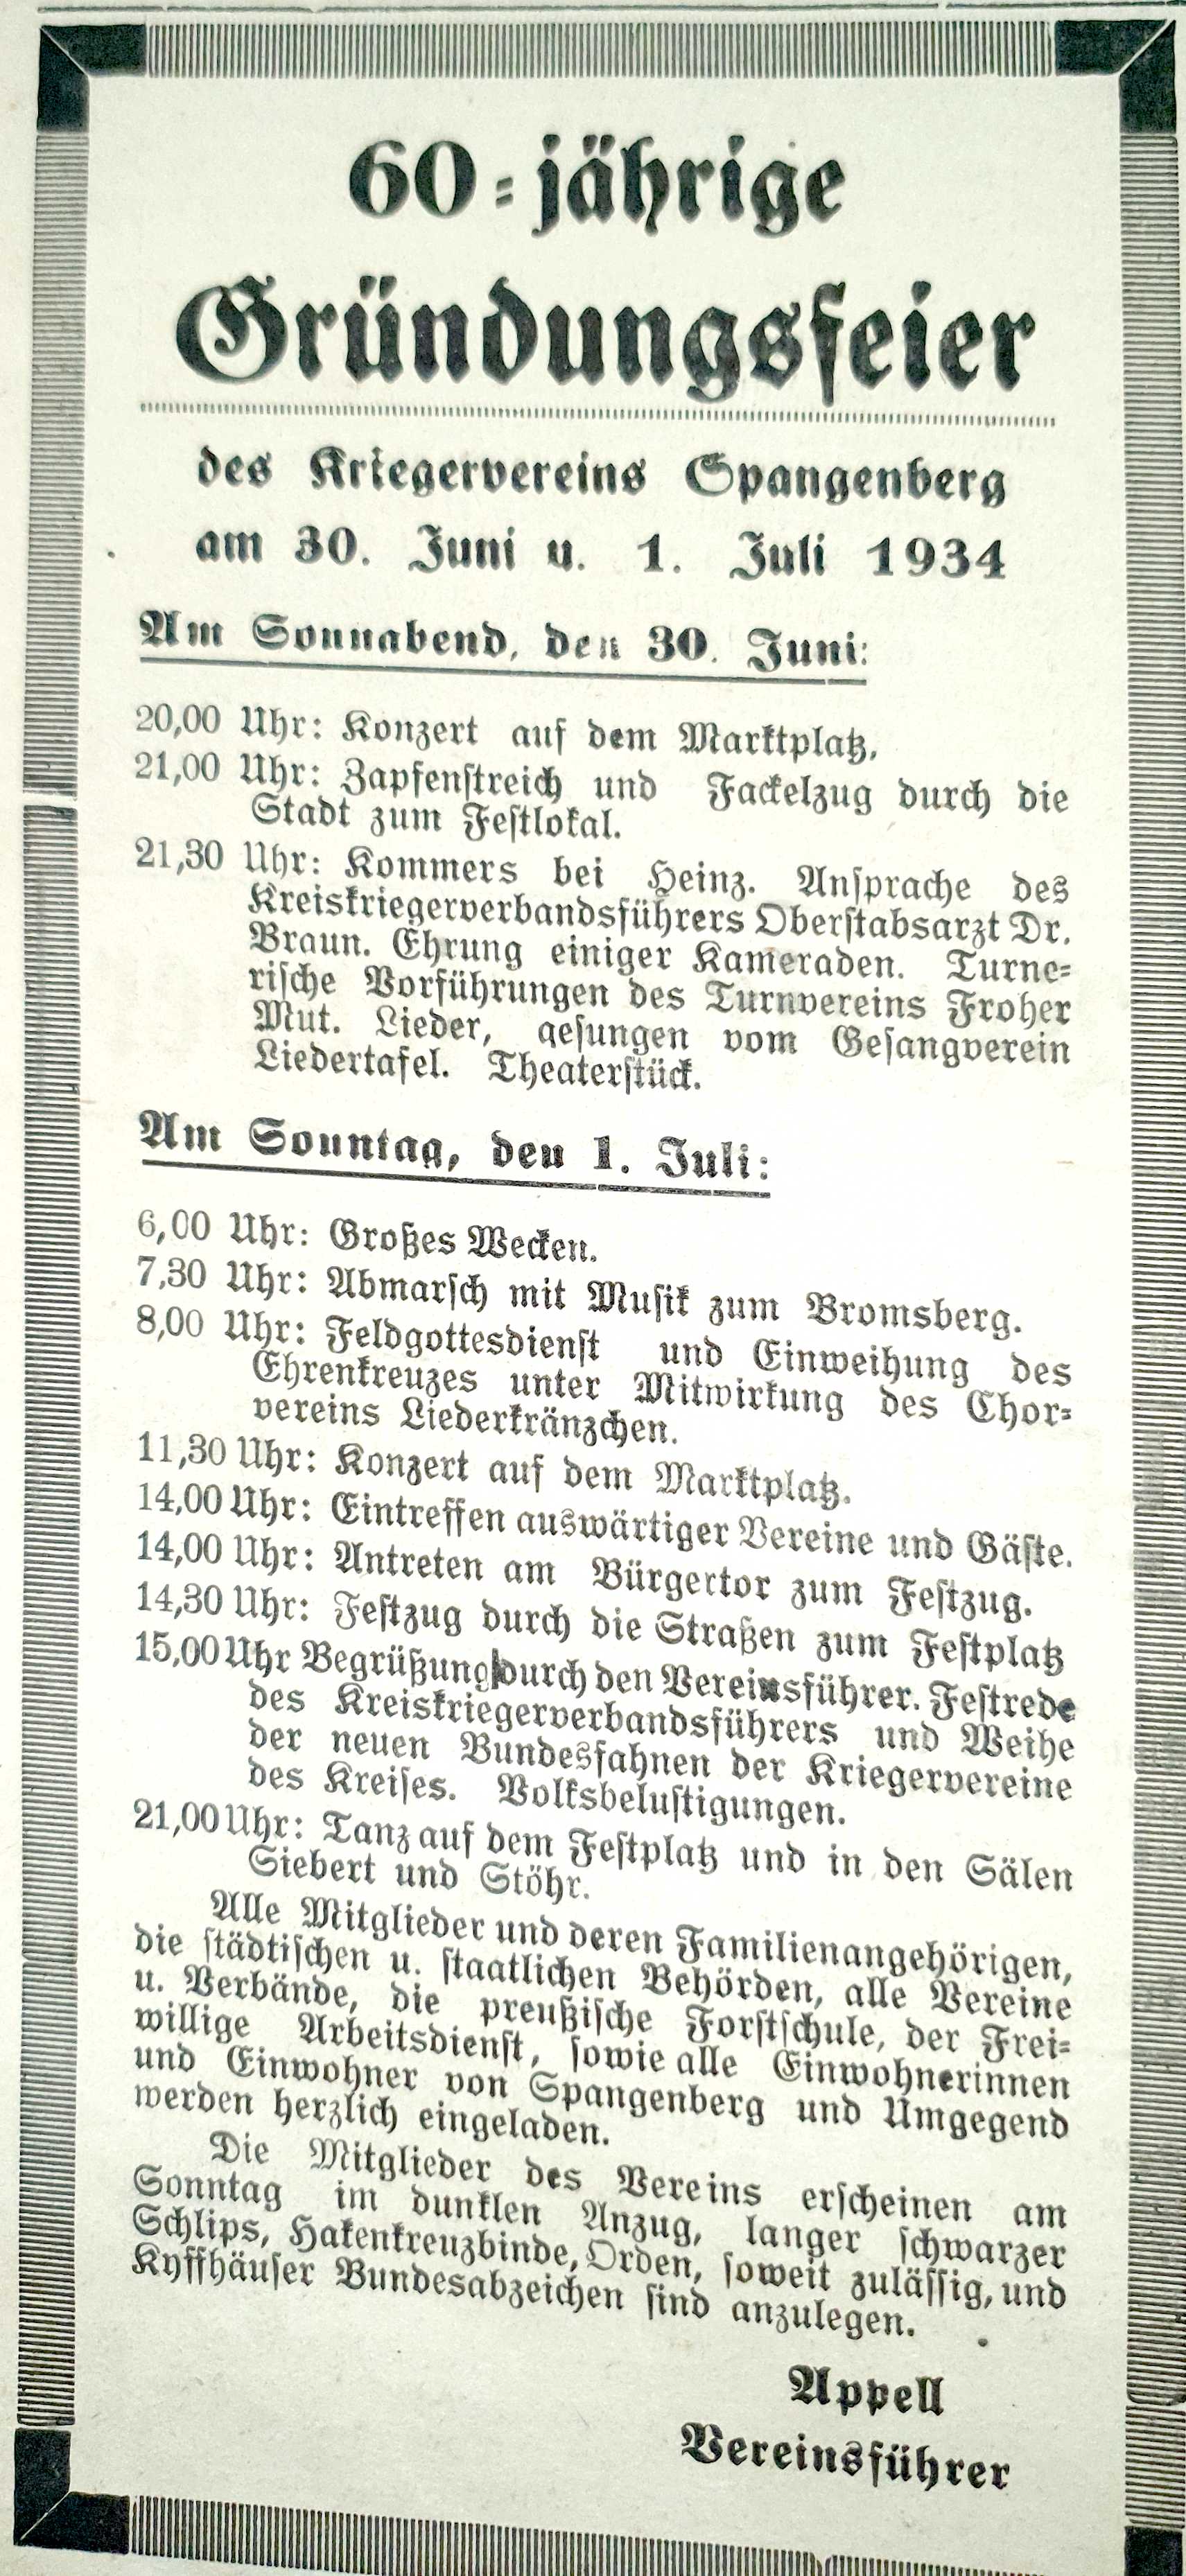 60-jährige
Gründungsfeier
des Kriegervereins Spangenberg
am 30. Juni u. 1. Juli 1934
Am Sonnabend, den 30. Juni:
20,00 Uhr: Konzert auf dem Marktplatz.
21,00 Uhr: Zapfenstreich und Fackelzug durch die
Stadt zum Festlokal.
21,30 Uhr: Kommers bei Heinz. Ansprache des
Kreiskriegerverbandsführers Oberstabsarzt Dr.
Braun. Ehrung einiger Kameraden. Turne-
rische Vorführungen des Turnvereins Froher
Mut. Lieder, gesungen vom Gesangverein
Liedertafel. Theaterstück.
Am Sonntag, den 1. Juli:
6,00 Uhr: Großes Wecken.
7,30 Uhr: Abmarsch mit Musik zum Bromsberg.
8,00 Uhr: Feldgottesdienst und Einweihung des
Ehrenkreuzes unter Mitwirkung des Chor-
vereins Liederkränzchen.
11,30 Uhr: Konzert auf dem Marktplatz.
14,00 Uhr: Eintreffen auswärtiger Vereine und Gäste.
14,00 Uhr: Antreten am Bürgertor zum Festzug.
14,30 Uhr: Festzug durch die Straßen zum Festplatz
15,00 Uhr Begrüßung durch den Vereinsführer. Festrede
des Kreiskriegerverbandsführers und Weihe
der neuen Bundesfahnen der Kriegervereine
des Kreises. Volksbelustigungen.
21,00 Uhr: Tanz auf dem Festplatz und in den Sälen
Siebert und Stöhr.
Alle Mitglieder und deren Familienangehörigen,
die städtischen u. staatlichen Behörden, alle Vereine
u. Verbände, die preußische Forstschule, der Frei-
willige Arbeitsdienst, sowie alle Einwohnerinnen
und Einwohner von Spangenberg und Umgegend
werden herzlich eingeladen.
Die Mitglieder des Vereins erscheinen am
Sonntag im dunklen Anzug, langer schwarzer
Schlips, Hakenkreuzbinde, Orden, soweit zulässig, und
Kyffhäuser Bundesabzeichen sind anzulegen.
Appell
Vereinsführer